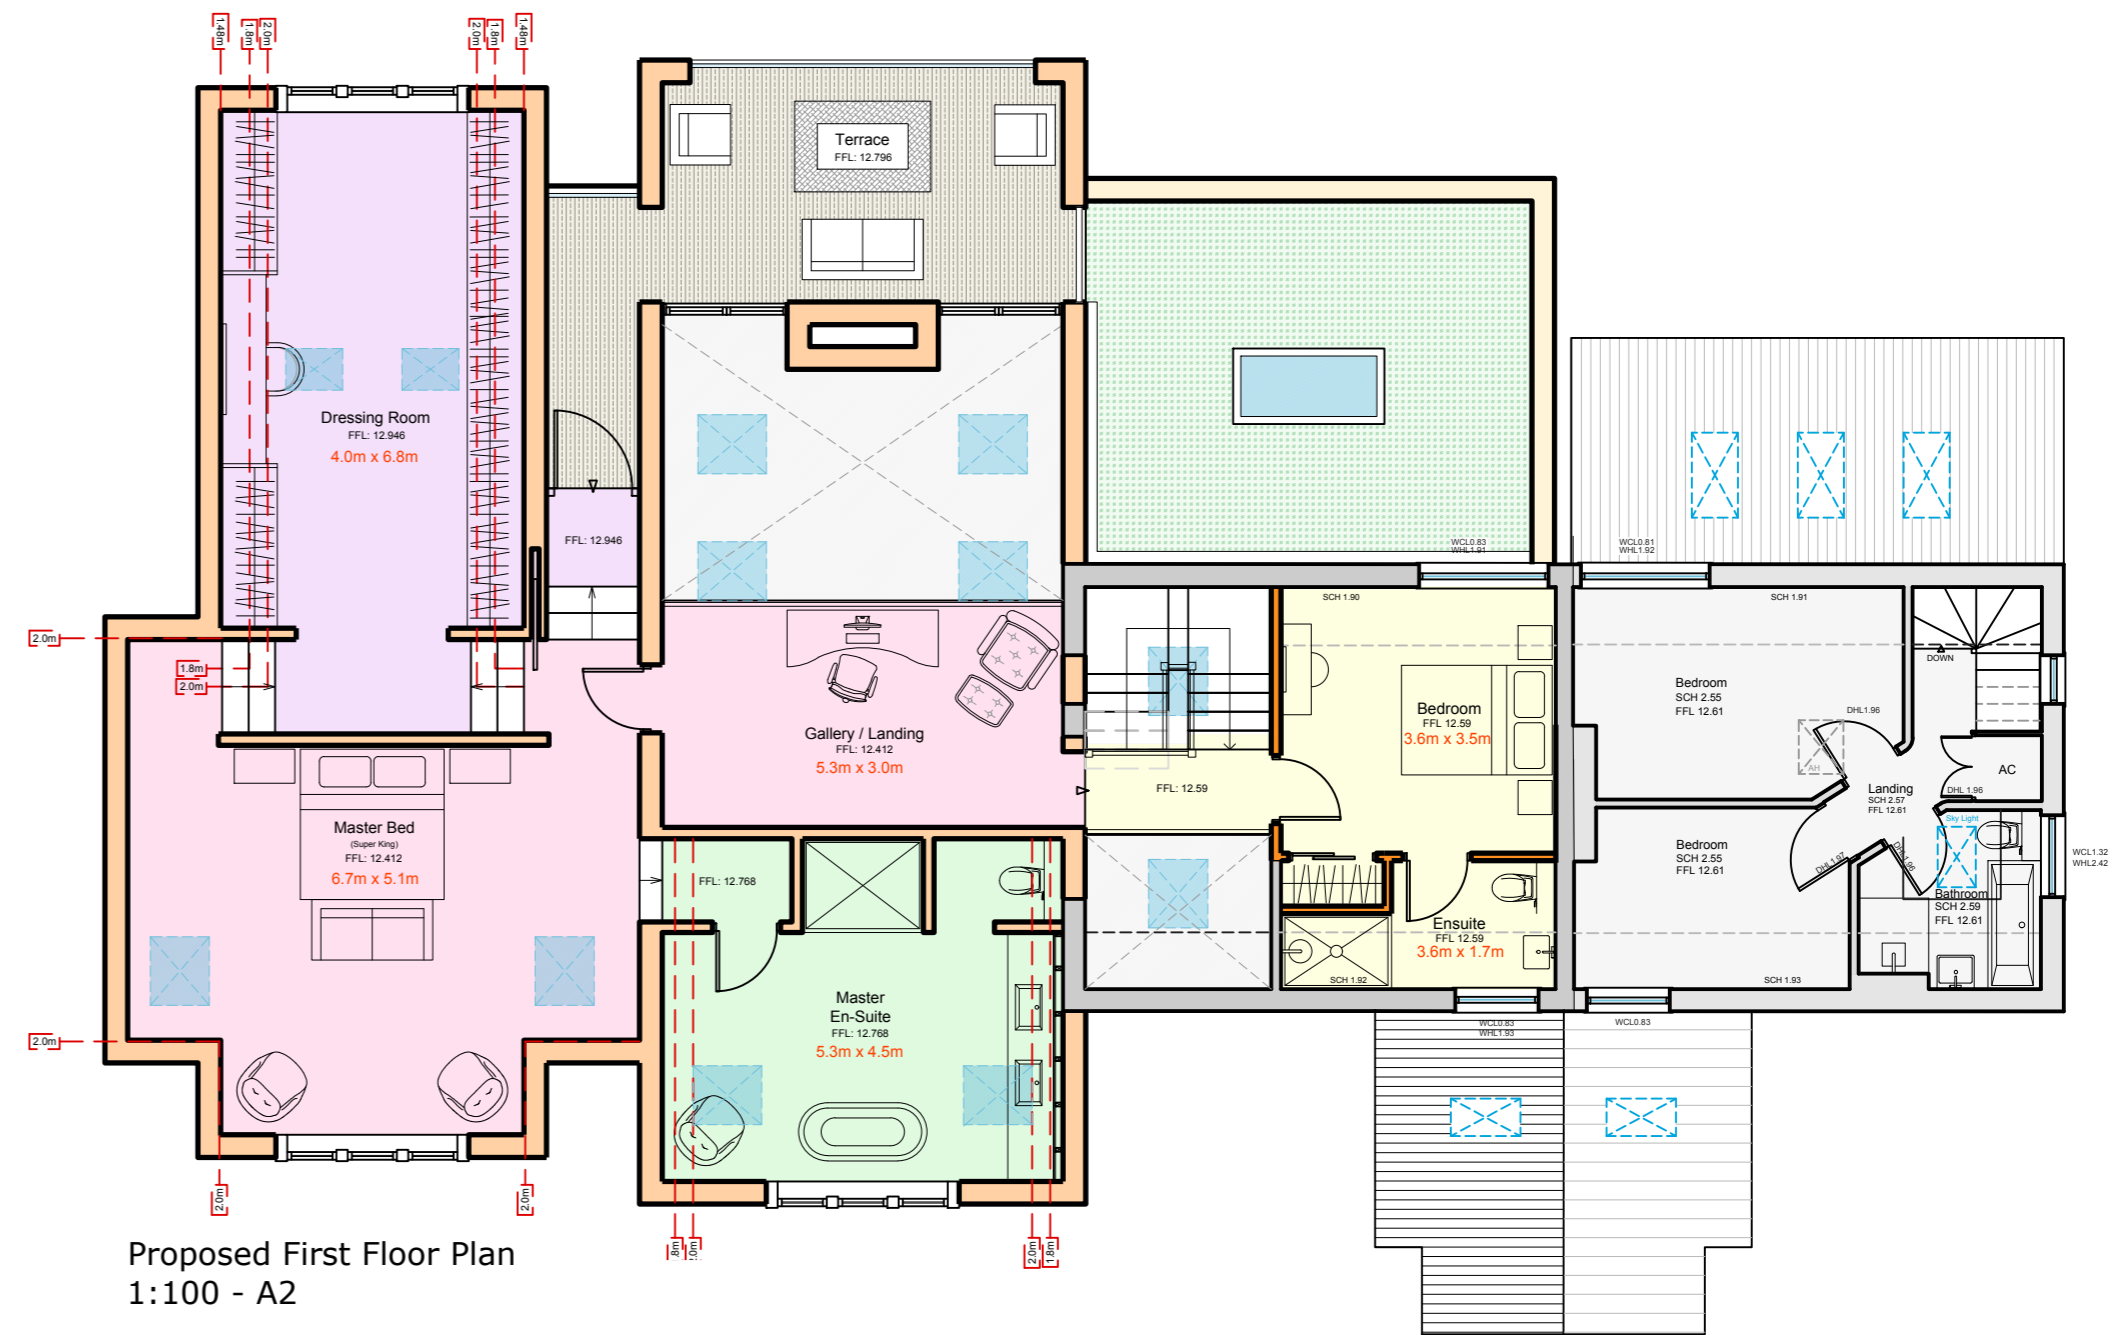 1.48m
1.8m
2.0m
2.0m
1.8m
1.48m
Terrace
FFL: 12.796
Dressing Room
FFL: 12.946
4.0m x 6.8m
FFL: 12.946
2.0m
1.8m
2.0m
WCL0.83
WHL1.91
WCL0.81
WHL1.92
SCH 1.90
SCH 1.91
DOWN
Bedroom
SCH 2.55
FFL 12.61
Bedroom
FFL 12.59
3.6m x 3.5m
DHL1.96
Gallery / Landing
FFL: 12.412
5.3m x 3.0m
AH
AC
FFL: 12.59
Landing
SCH 2.57
FFL 12.61
DHL 1.96
Sky Light
Master Bed
(Super King)
FFL: 12.412
6.7m x 5.1m
Bedroom
SCH 2.55
FFL 12.61
DHL1.97
DHL1.96
WCL1.32
WHL2.42
FFL: 12.768
Bathroom
SCH 2.59
FFL 12.61
Ensuite
FFL 12.59
3.6m x 1.7m
SCH 1.92
SCH 1.93
Master
En-Suite
FFL: 12.768
5.3m x 4.5m
2.0m
WCL0.83
WHL1.93
WCL0.83
2.0m
2.0m
.8m
.0m
2.0m
1.8m
Proposed First Floor Plan
1:100 - A2